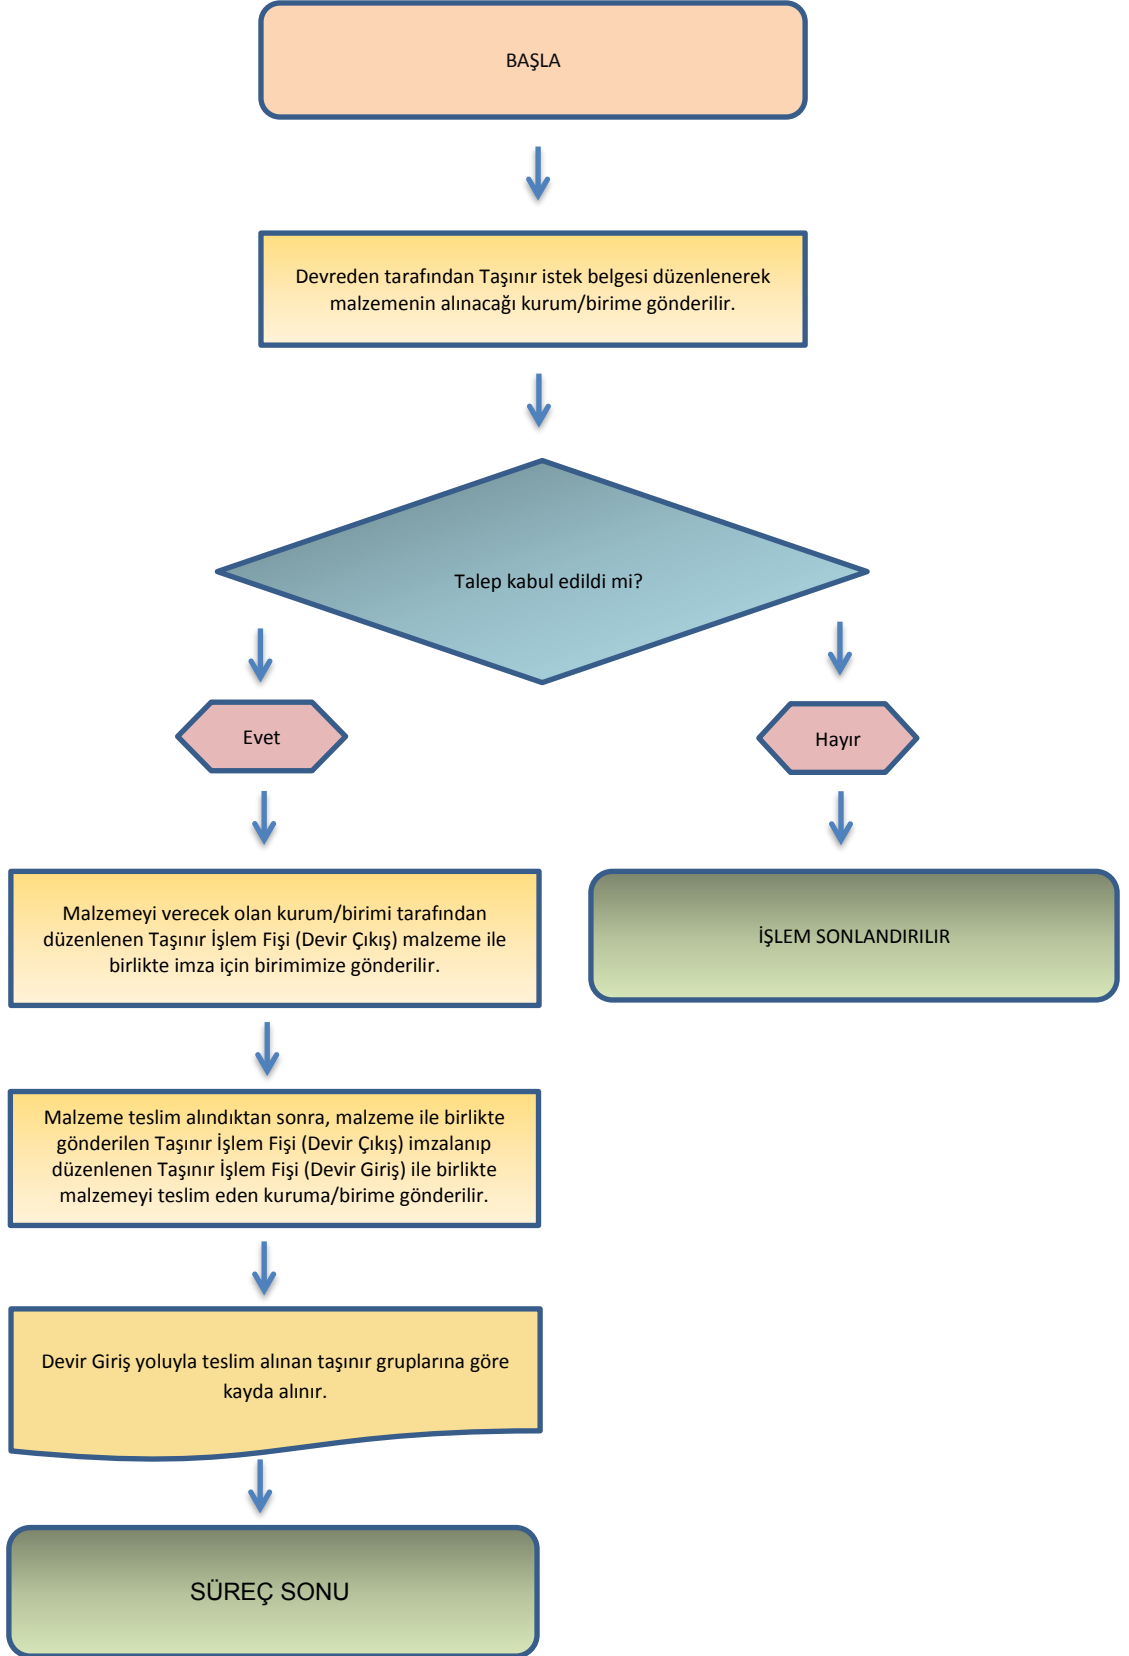 BAŞLA
Devreden tarafından Taşınır istek belgesi düzenlenerek
malzemenin alınacağı kurum/birime gönderilir.
Talep kabul edildi mi?
Evet
Hayır
Malzemeyi verecek olan kurum/birimi tarafından
düzenlenen Taşınır İşlem Fişi (Devir Çıkış) malzeme ile
birlikte imza için birimimize gönderilir.
İŞLEM SONLANDIRILIR
Malzeme teslim alındıktan sonra, malzeme ile birlikte
gönderilen Taşınır İşlem Fişi (Devir Çıkış) imzalanıp
düzenlenen Taşınır İşlem Fişi (Devir Giriş) ile birlikte
malzemeyi teslim eden kuruma/birime gönderilir.
Devir Giriş yoluyla teslim alınan taşınır gruplarına göre
kayda alınır.
SÜREÇ SONU